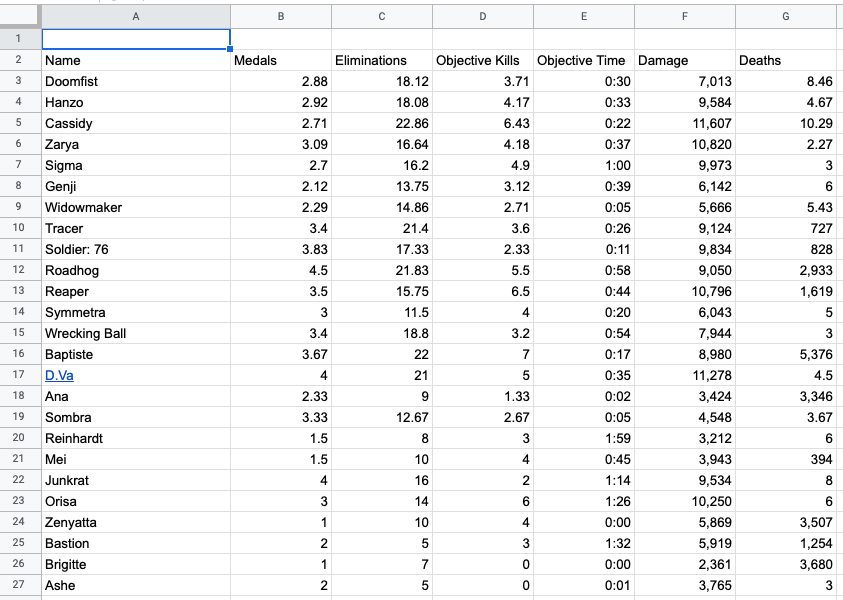 A B C D E F G
1
2 Name Medals Eliminations Objective Kills Objective Time Damage Deaths
3 Doomfist 2.88 18.12 3.71 0:30 7,013 8.46
4 Hanzo 2.92 18.08 4.17 0:33 9,584 4.67
5 Cassidy 2.71 22.86 6.43 0:22 11,607 10.29
6 Zarya 3.09 16.64 4.18 0:37 10,820 2.27
7 Sigma 2.7 16.2 4.9 1:00 9,973 3
8 Genji 2.12 13.75 3.12 0:39 6,142 6
9 Widowmaker 2.29 14.86 2.71 0:05 5,666 5.43
10 Tracer 3.4 21.4 3.6 0:26 9,124 727
11 Soldier: 76 3.83 17.33 2.33 0:11 9,834 828
12 Roadhog 4.5 21.83 5.5 0:58 9,050 2,933
13 Reaper 3.5 15.75 6.5 0:44 10,796 1,619
14 Symmetra 3 11.5 4 0:20 6,043 5
15 Wrecking Ball 3.4 18.8 3.2 0:54 7,944 3
16 Baptiste 3.67 22 7 0:17 8,980 5,376
17 D.Va 4 21 5 0:35 11,278 4.5
18 Ana 2.33 9 1.33 0:02 3,424 3,346
19 Sombra 3.33 12.67 2.67 0:05 4,548 3.67
20 Reinhardt 1.5 8 3 1:59 3,212 6
21 Mei 1.5 10 4 0:45 3,943 394
22 Junkrat 4 16 2 1:14 9,534 8
23 Orisa 3 14 6 1:26 10,250 6
24 Zenyatta 1 10 4 0:00 5,869 3,507
25 Bastion 2 5 3 1:32 5,919 1,254
26 Brigitte 1 7 0 0:00 2,361 3,680
27 Ashe 2 5 0 0:01 3,765 3